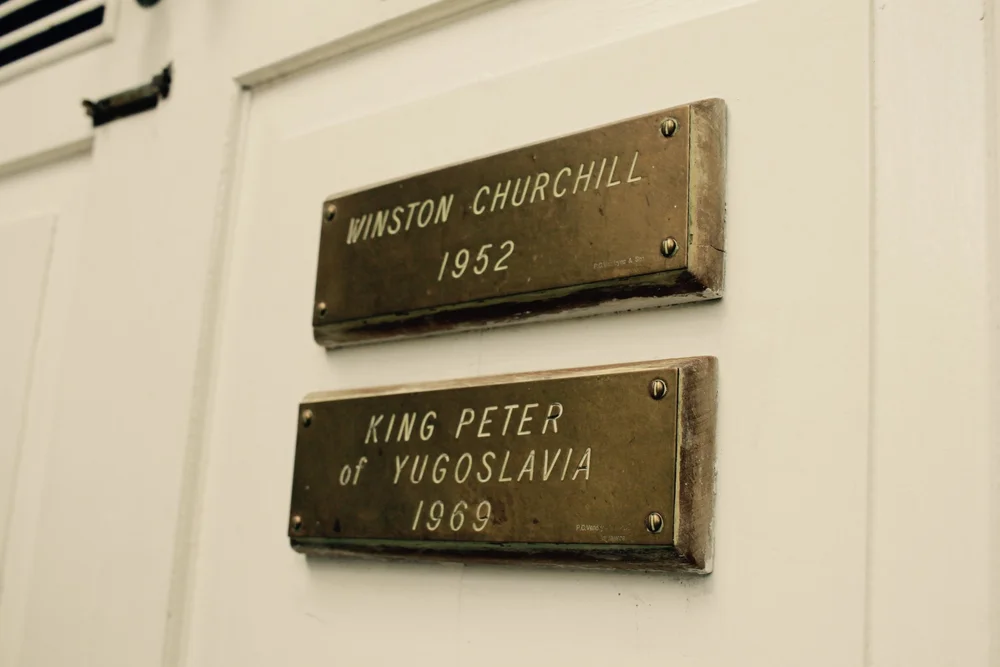 WINSTON CHURCHILL
1952
KING PETER
of YUGOSLAVIA
1969